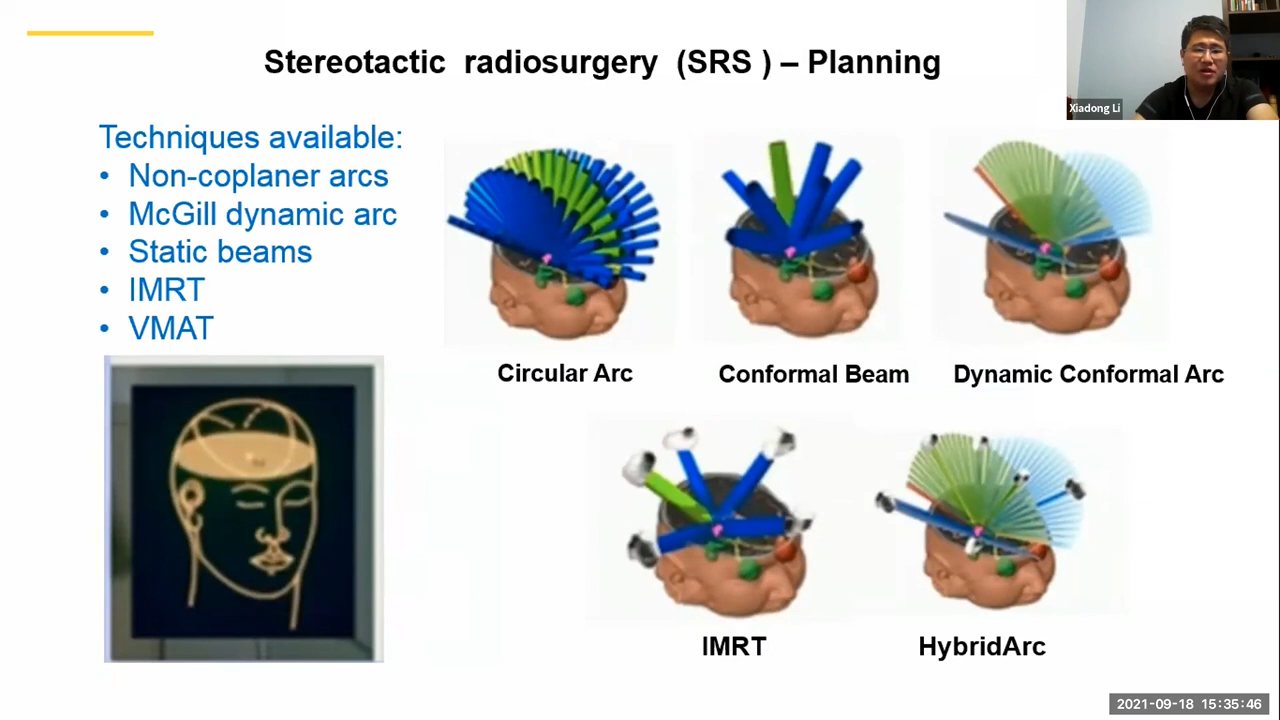 Stereotactic radiosurgery (SRS ) – Planning
Xiadong Li
Techniques available:
• Non-coplaner arcs
• McGill dynamic arc
• Static beams
• IMRT
• VMAT
Circular Arc
Conformal Beam
Dynamic Conformal Arc
IMRT
HybridArc
2021-09-18 15:35:46